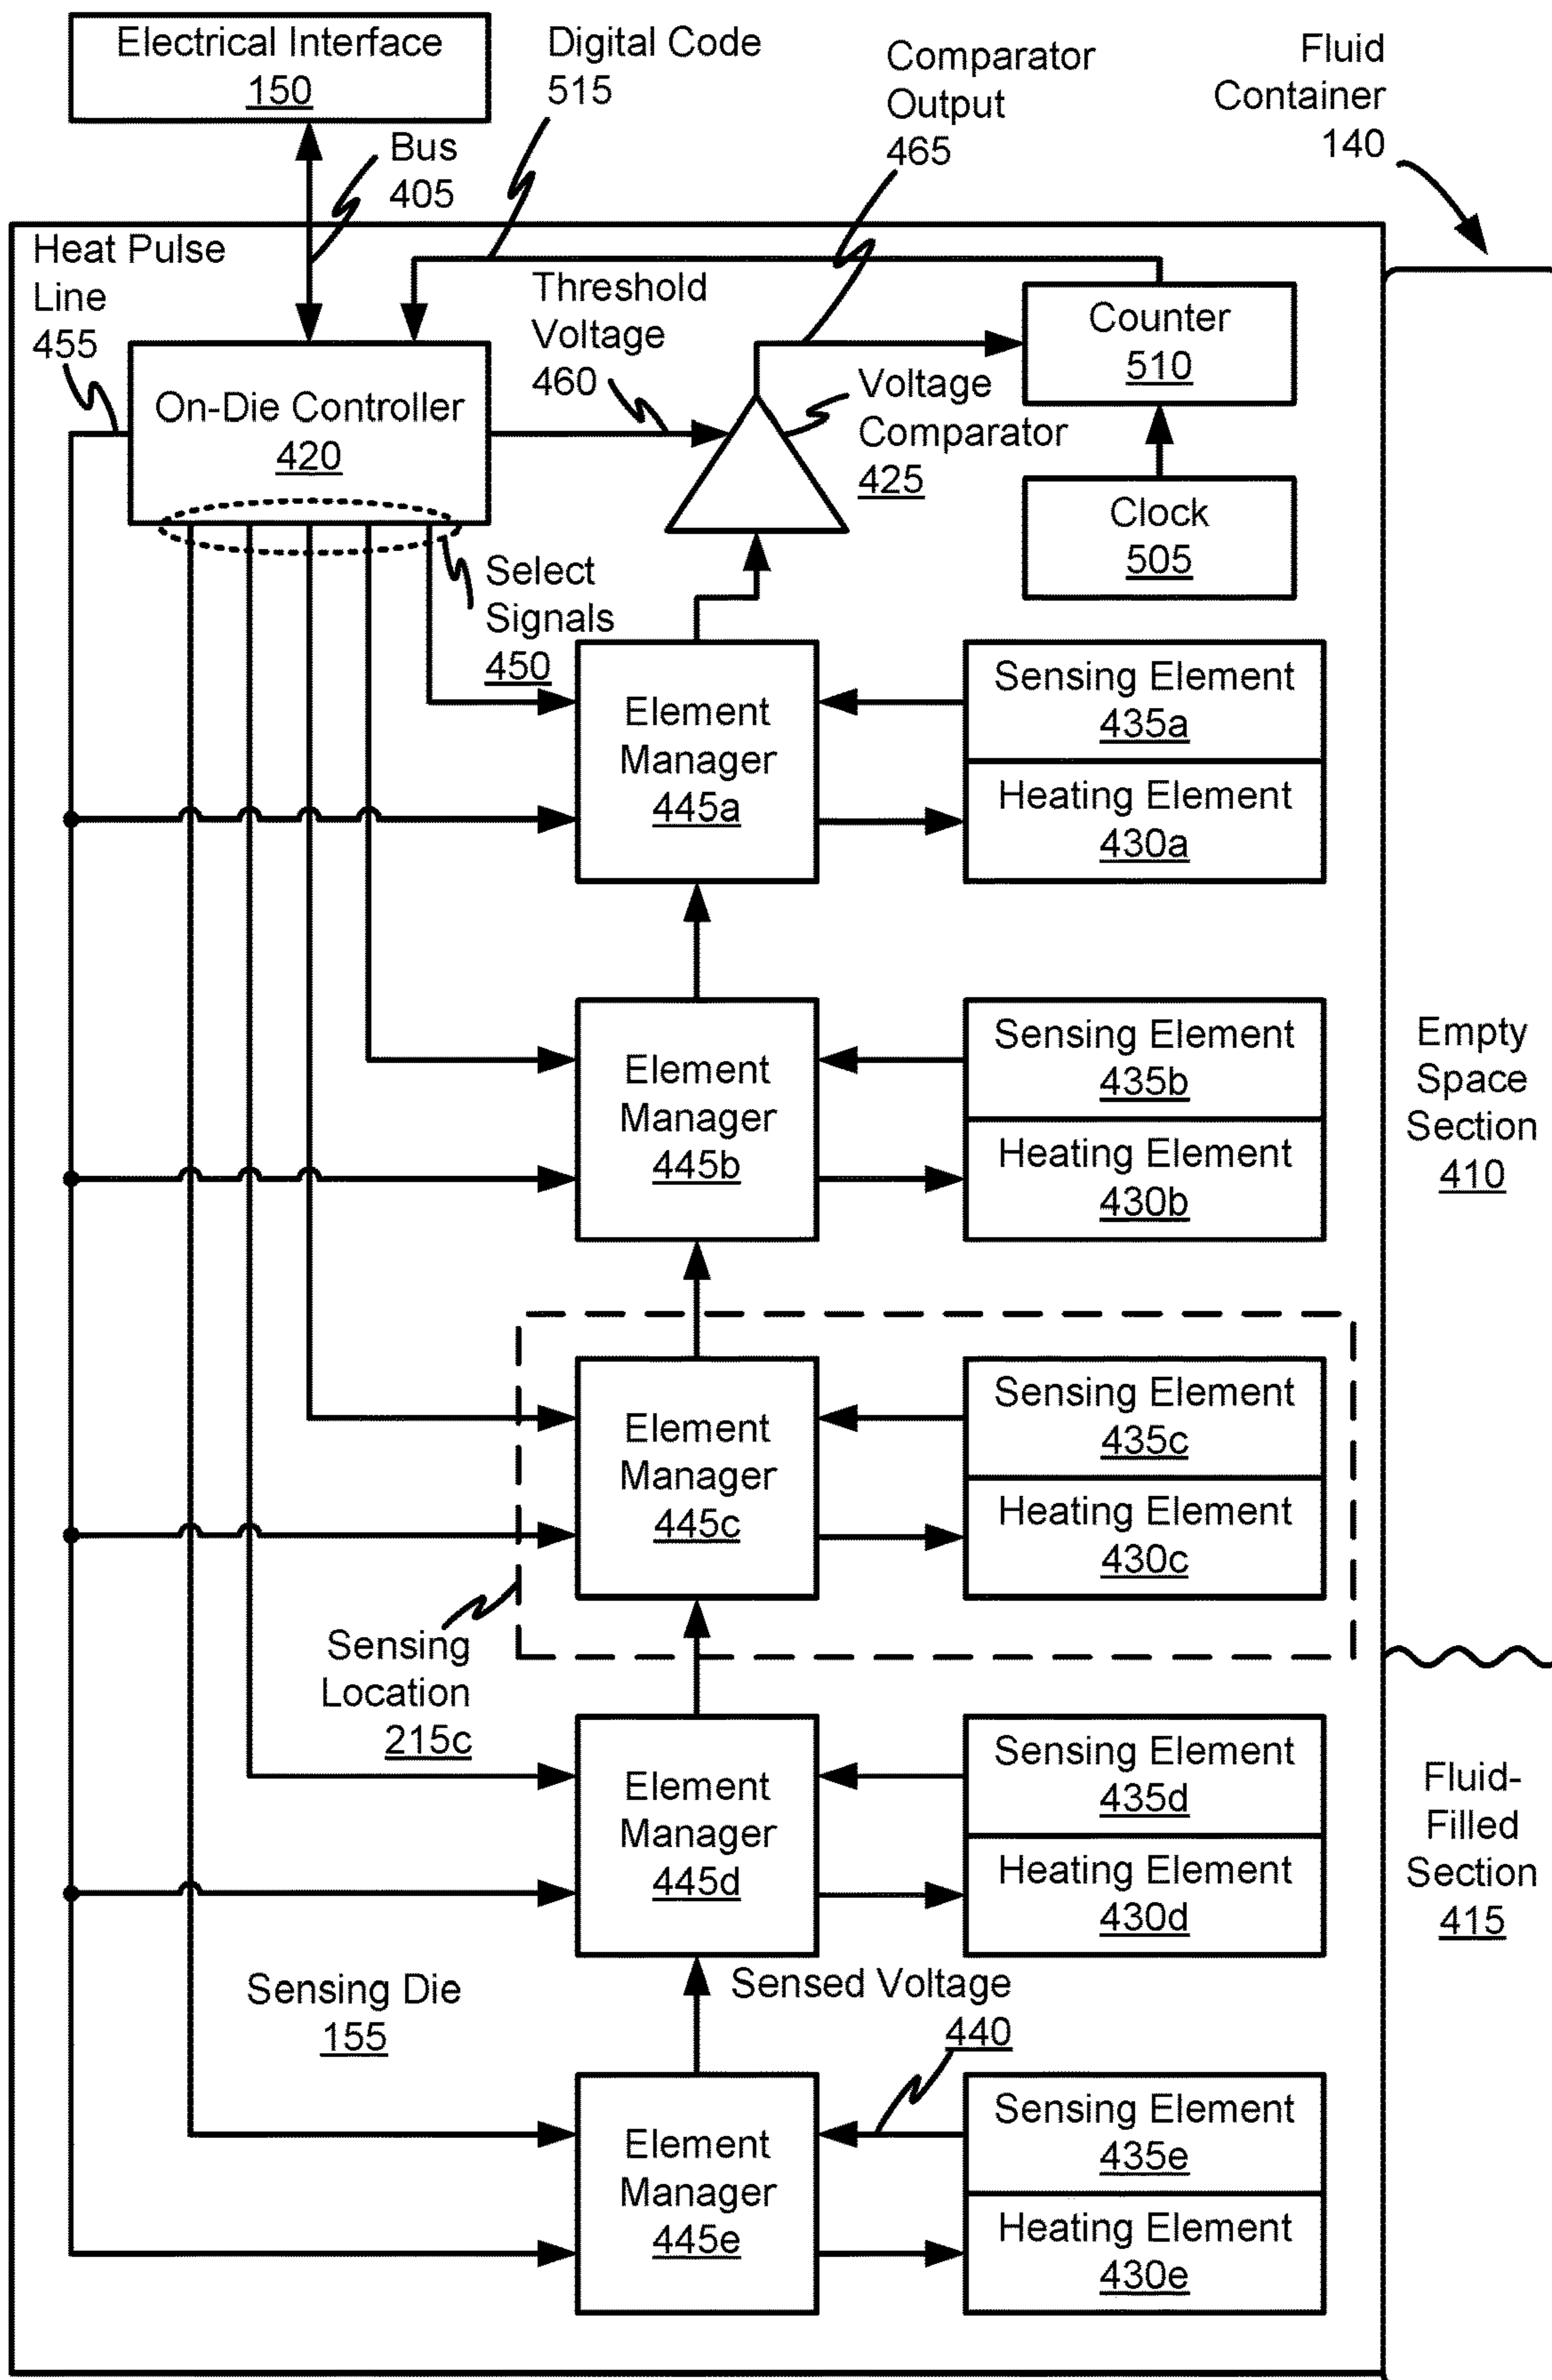 Electrical Interface
150
Digital Code
515
Comparator
Output
465
Fluid
Container
140
Bus
405
Heat Pulse
Line
455
Threshold
Voltage
460
Counter
510
On-Die Controller
420
Voltage
Comparator
425
Clock
505
Select
Signals
450
Element
Manager
445a
Sensing Element
435a
Heating Element
430a
Element
Manager
445b
Sensing Element
435b
Heating Element
430b
Empty
Space
Section
410
Element
Manager
445c
Sensing Element
435c
Heating Element
430c
Sensing
Location
215c
Element
Manager
445d
Sensing Element
435d
Heating Element
430d
Fluid-
Filled
Section
415
Sensing Die
155
Sensed Voltage
440
Element
Manager
445e
Sensing Element
435e
Heating Element
430e